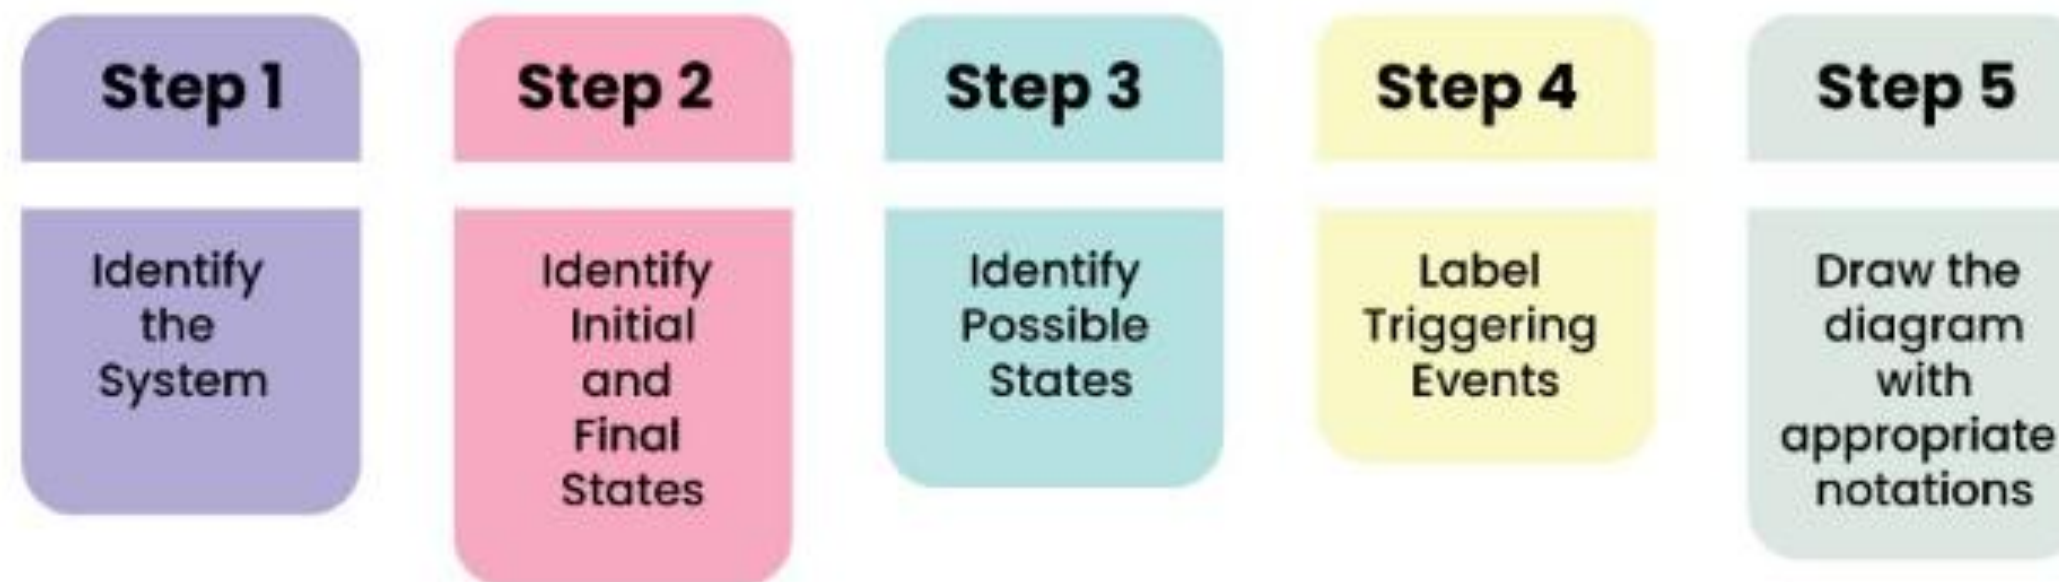 Step 1
Identify
the
System
Step 2
Identify
Initial
and
Final
States
Step 3
Identify
Possible
States
Step 4
Label
Triggering
Events
Step 5
Draw the
diagram
with
appropriate
notations